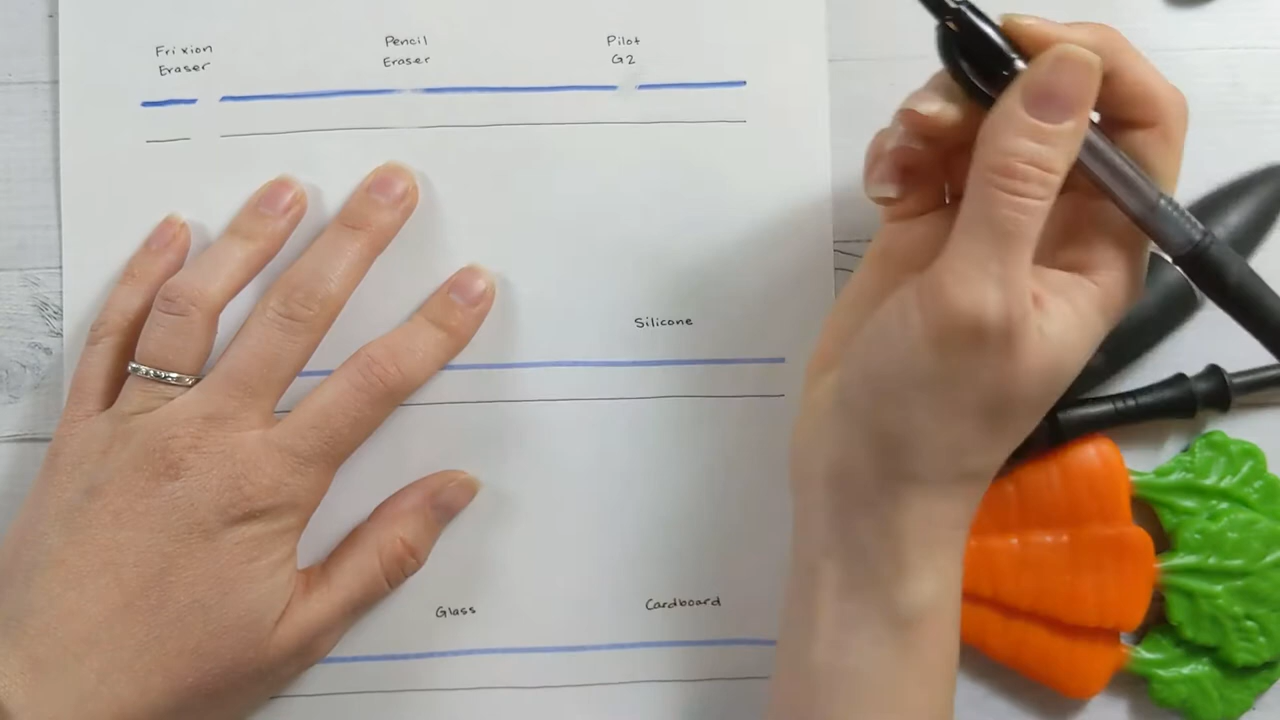 Frixion Pencil Pilot
Eraser Eraser G2
Silicone
Glass Cardboard